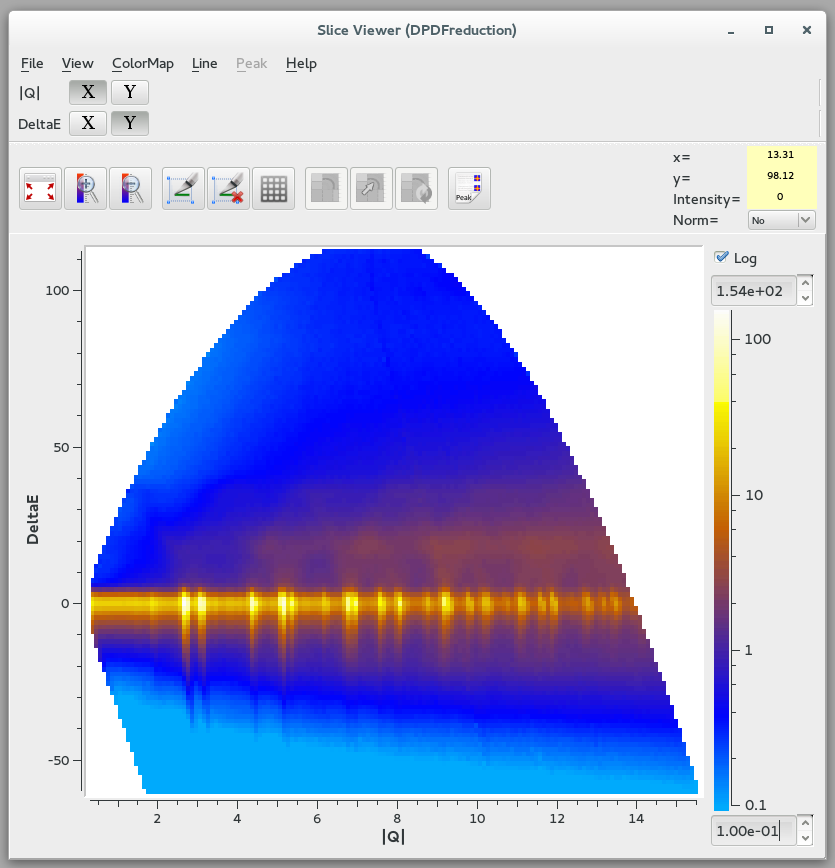 Slice Viewer (DPDFreduction)
File View ColorMap Line Peak Help
|Q| X Y
DeltaE X Y
x= 13.31
y= 98.12
Intensity= 0
Norm= No
Peak
Log
1.54e+02
100
10
1
0.1
1.00e-01
DeltaE
100
50
0
-50
2 4 6 8 10 12 14
|Q|